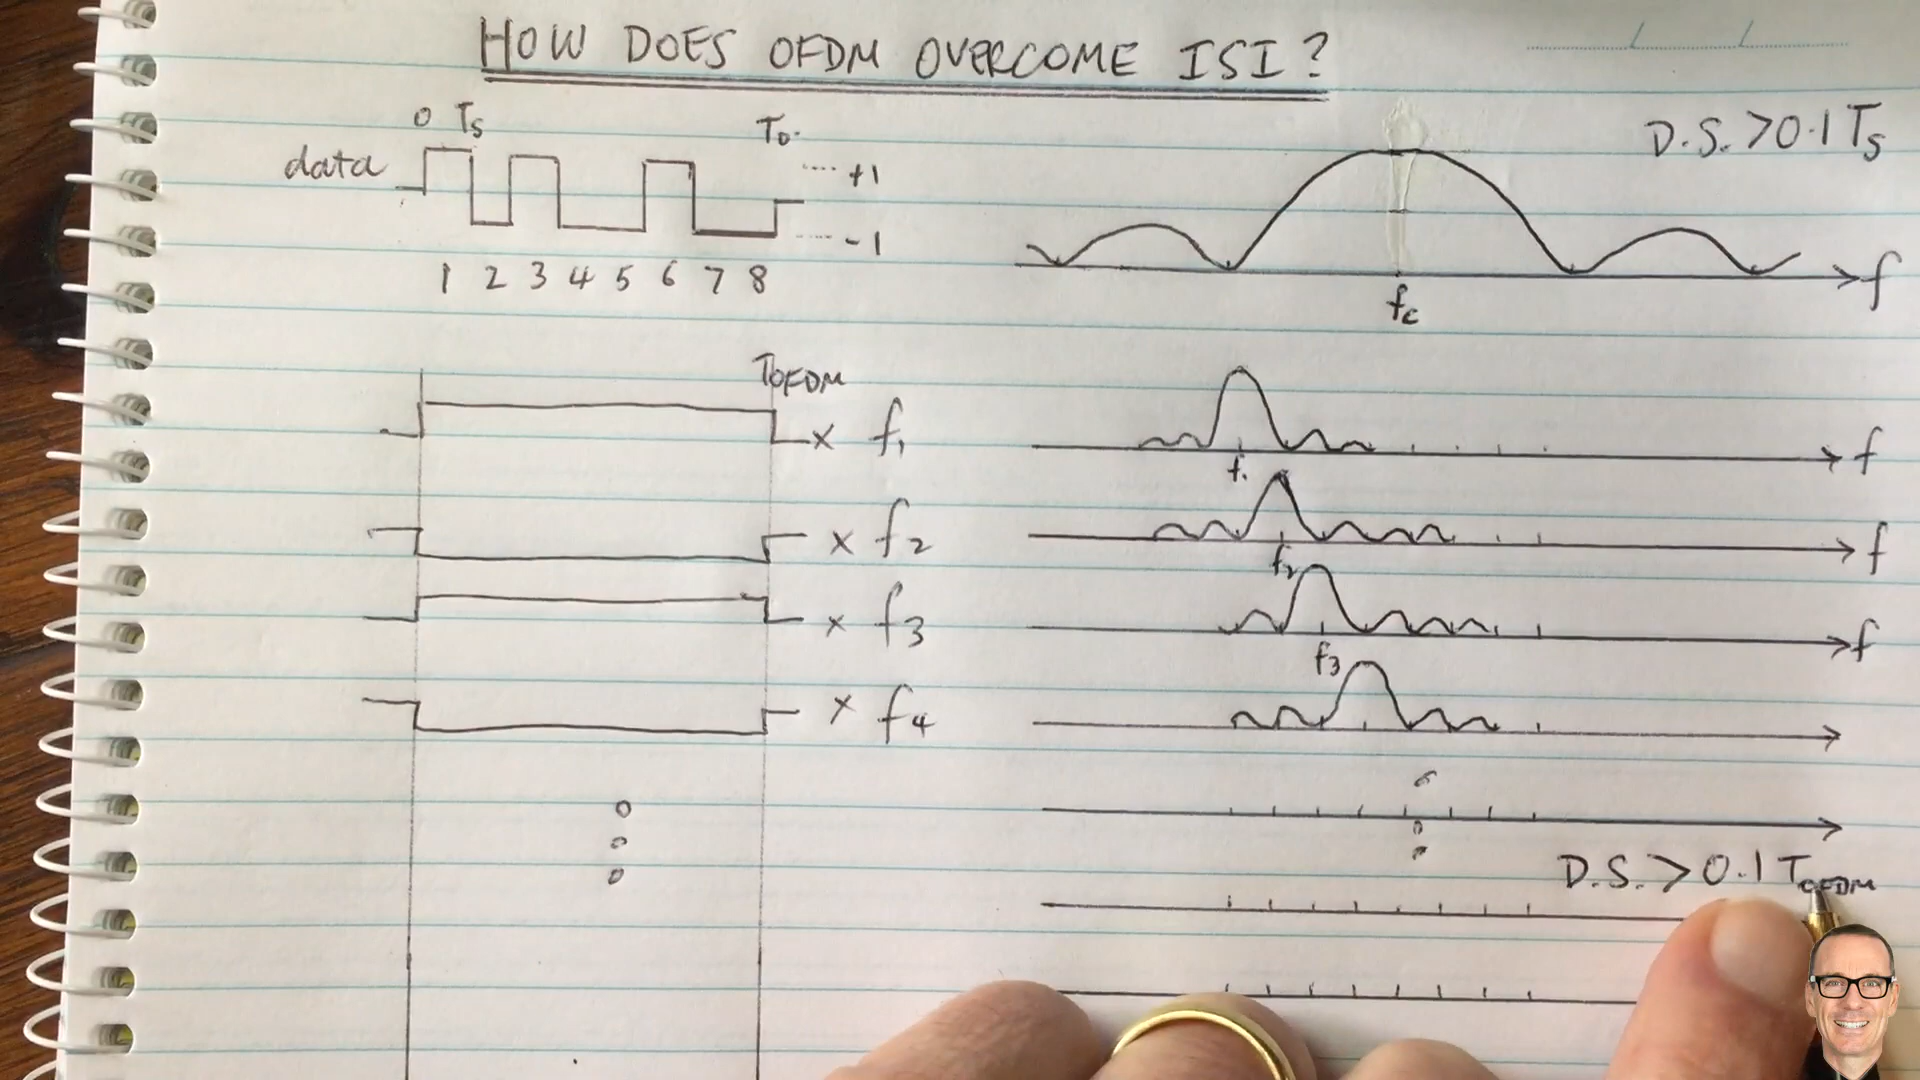 HOW DOES OFDM OVERCOME ISI?
0 Ts To.
data +1
-1
1 2 3 4 5 6 7 8
D.S. > 0.1 Ts
f
fc
TOFDM
x f1
f
f1
x f2
f
f2
x f3
f
f3
x f4
D.S. > 0.1 TOFDM